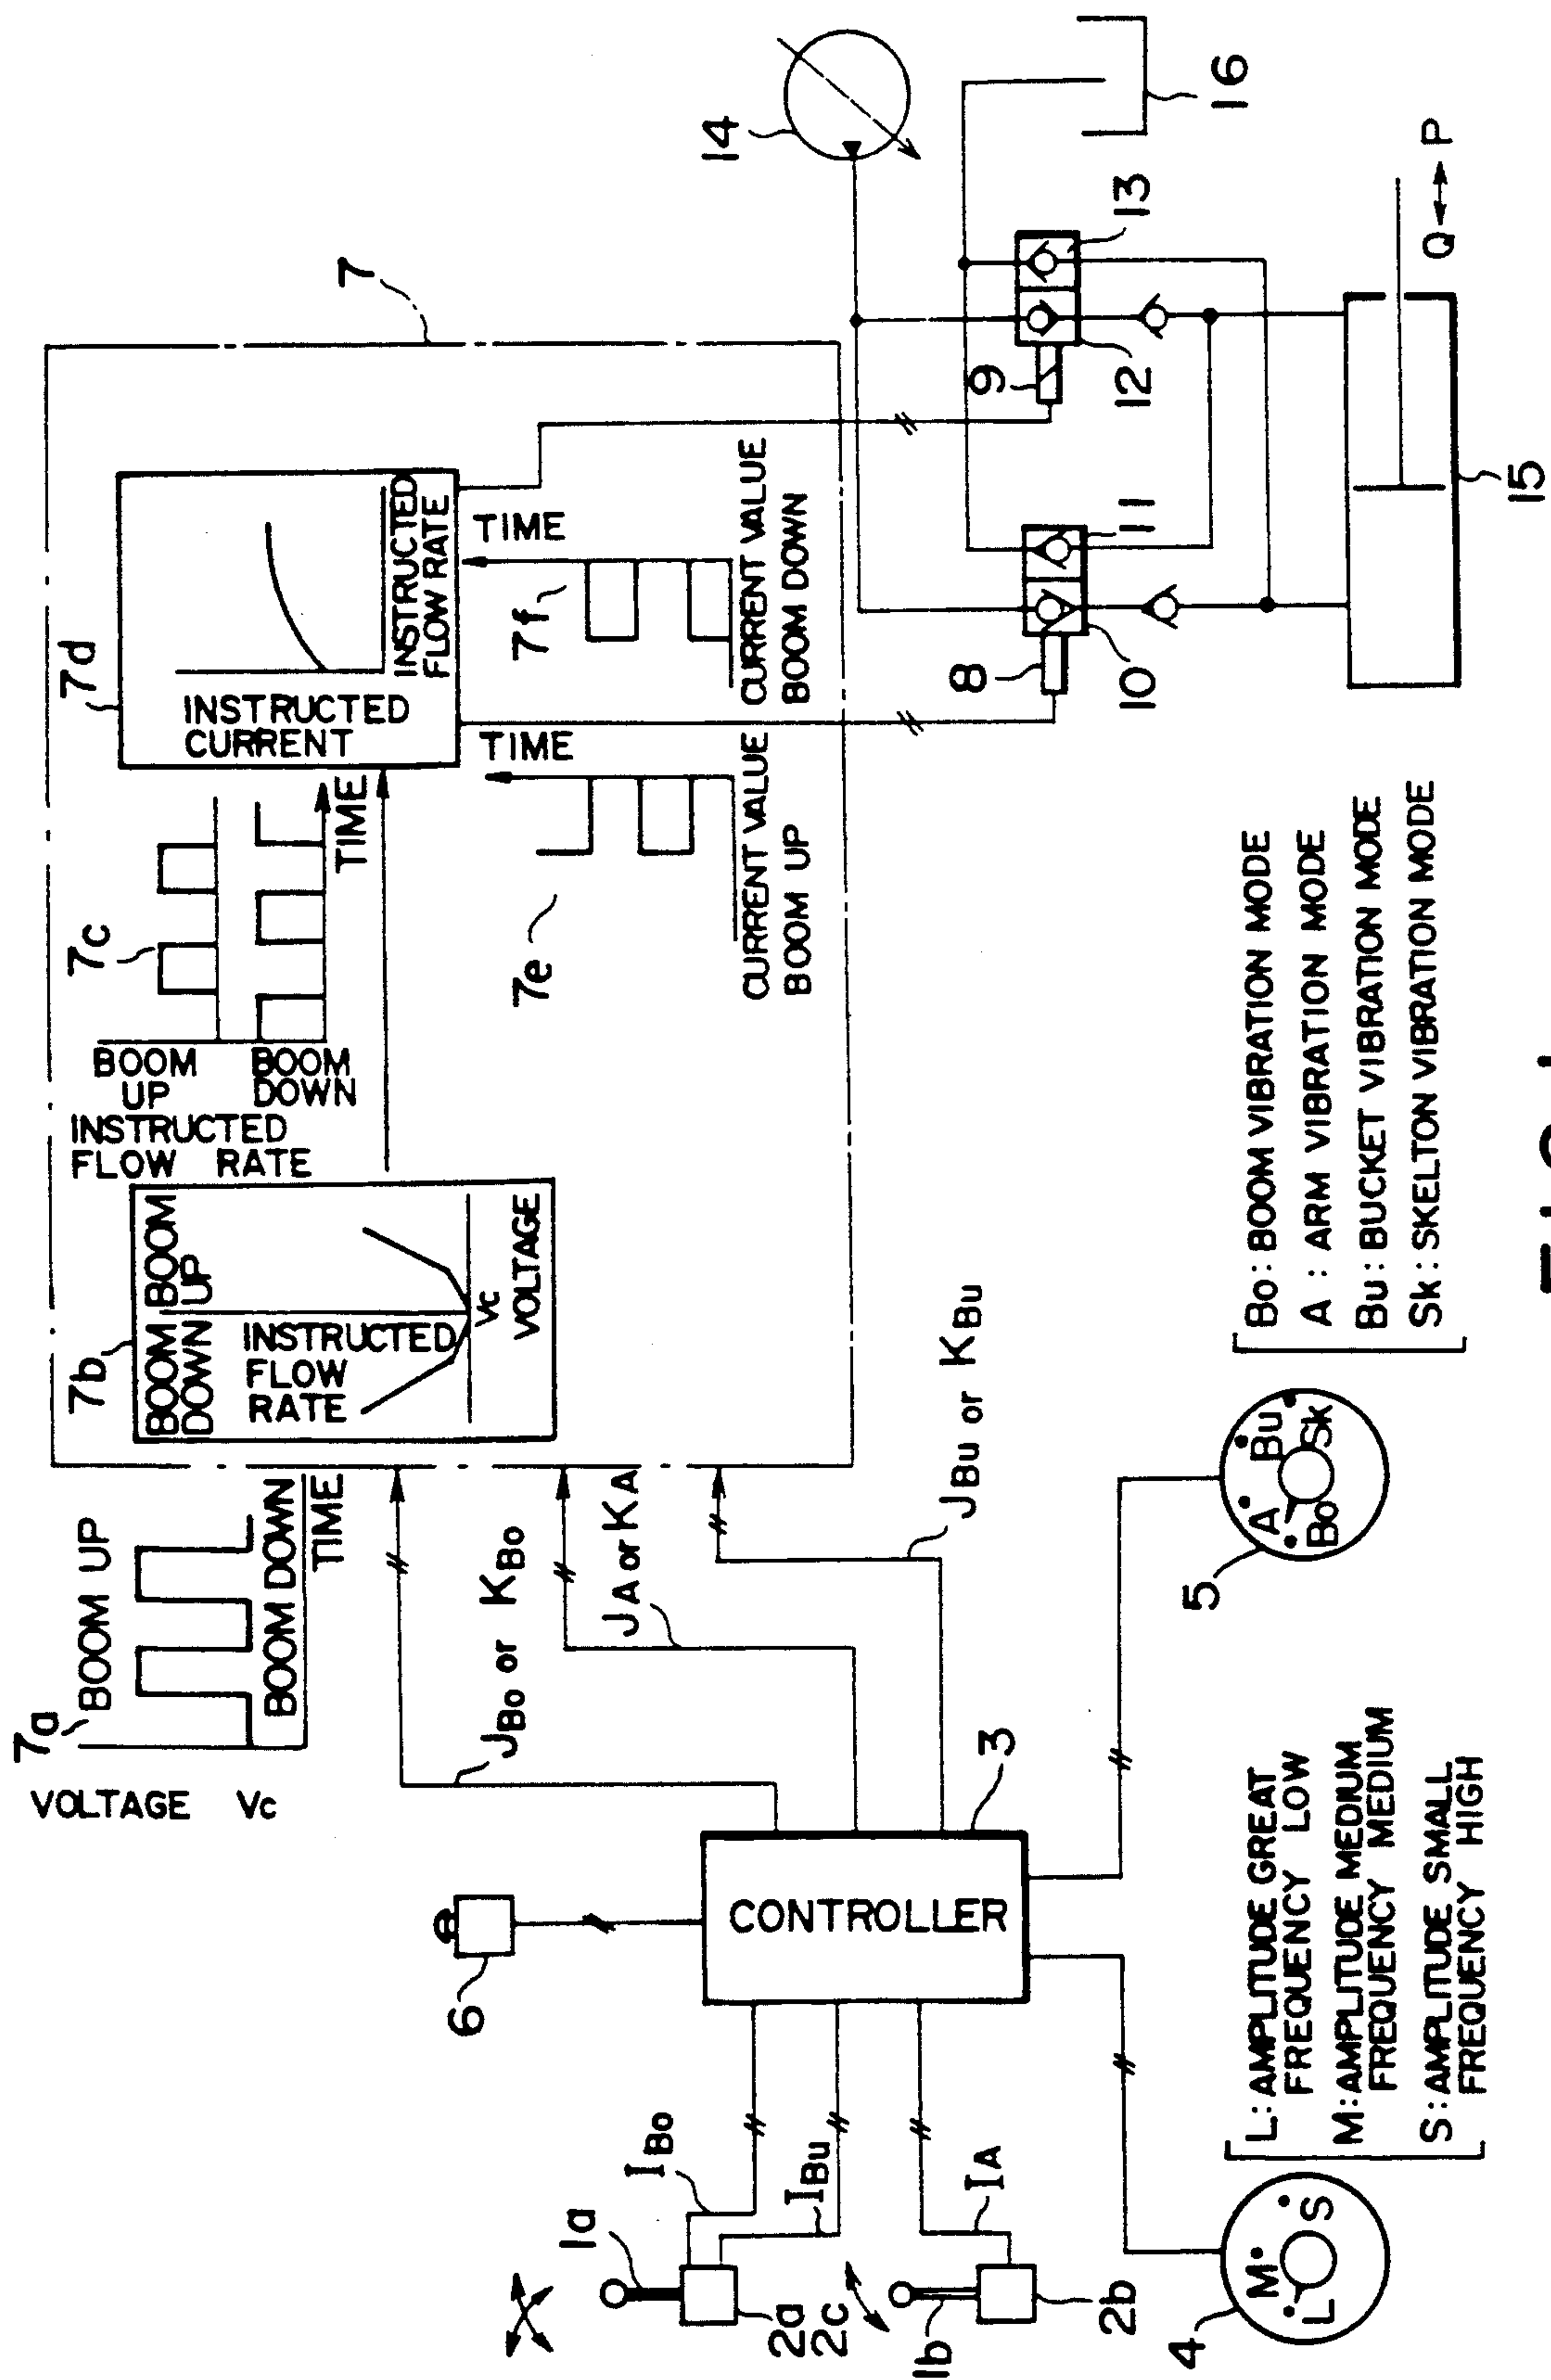 7a
BOOM UP
VOLTAGE Vc
BOOM DOWN
TIME
7b
BOOM DOWN
BOOM UP
INSTRUCTED
FLOW
RATE
Vc
VOLTAGE
7c
BOOM UP
BOOM DOWN
INSTRUCTED
FLOW RATE
TIME
7d
INSTRUCTED
CURRENT
INSTRUCTED
FLOW RATE
7
7e
TIME
CURRENT VALUE
BOOM UP
7f
TIME
CURRENT VALUE
BOOM DOWN
6
JBo or KBo
JA or KA
JBu or KBu
CONTROLLER
3
1a
IBo
2a
2c
IBu
1b
IA
2b
8
9
10
11
12
13
14
15
16
Q P
4
L M S
L: AMPLITUDE GREAT
FREQUENCY LOW
M: AMPLITUDE MEDIUM
FREQUENCY MEDIUM
S: AMPLITUDE SMALL
FREQUENCY HIGH
5
Bo A Bu Sk
Bo: BOOM VIBRATION MODE
A : ARM VIBRATION MODE
Bu: BUCKET VIBRATION MODE
Sk: SKELTON VIBRATION MODE